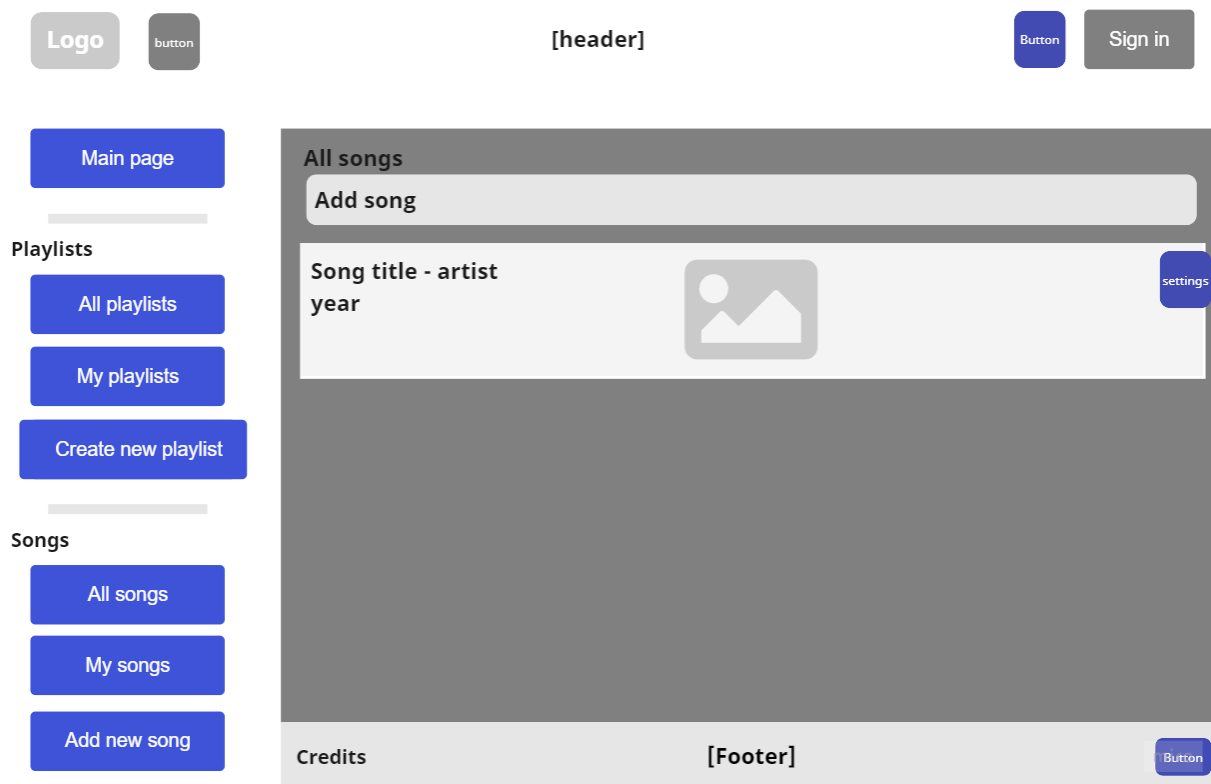 Logo
button
[header]
Button
Sign in
Main page
Playlists
All playlists
My playlists
Create new playlist
Songs
All songs
My songs
Add new song
All songs
Add song
Song title - artist
year
settings
Credits
[Footer]
Button